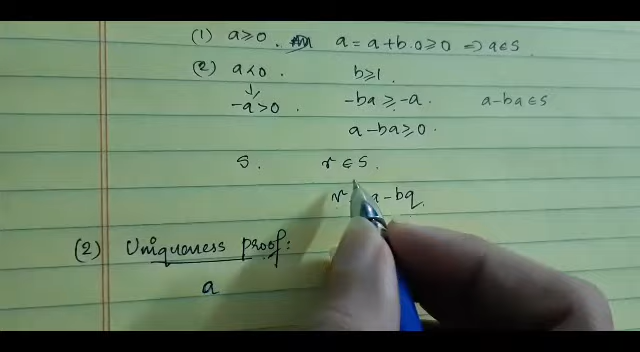 (1) a ≥ 0. a = a + b.0 ≥ 0 ⇒ a ∈ S.
(2) a < 0. b ≥ 1.
↓
-a > 0. -ba ≥ -a. a - ba ∈ S
a - ba ≥ 0.
S. r ∈ S.
r - bq.
(2) Uniqueness proof:
a